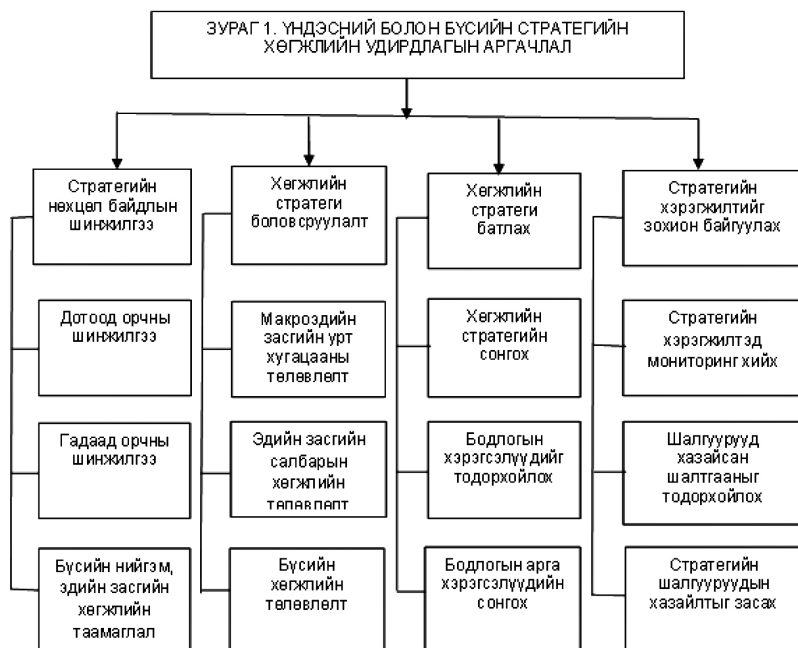 ЗУРАГ 1. ҮНДЭСНИЙ БОЛОН БҮСИЙН СТРАТЕГИЙН
ХӨГЖЛИЙН УДИРДЛАГЫН АРГАЧЛАЛ
Стратегийн
нөхцөл байдлын
шинжилгээ
Дотоод орчны
шинжилгээ
Гадаад орчны
шинжилгээ
Бүсийн нийгэм,
эдийн засгийн
хөгжлийн
таамаглал
Хөгжлийн
стратеги
боловсруулалт
Макроэдийн
засгийн урт
хугацааны
төлөвлөлт
Эдийн засгийн
салбарын
хөгжлийн
төлөвлөлт
Бүсийн
хөгжлийн
төлөвлөлт
Хөгжлийн
стратеги
батлах
Хөгжлийн
стратегийн
сонгох
Бодлогын
хэрэгсэлүүдийг
тодорхойлох
Бодлогын арга
хэрэгсэлүүдийн
сонгох
Стратегийн
хэрэгжилтийг
зохион байгуулах
Стратегийн
хэрэгжилтэд
мониторинг хийх
Шалгуурууд
хазайсан
шалтгааныг
тодорхойлох
Стратегийн
шалгууруудын
хазайлтыг засах